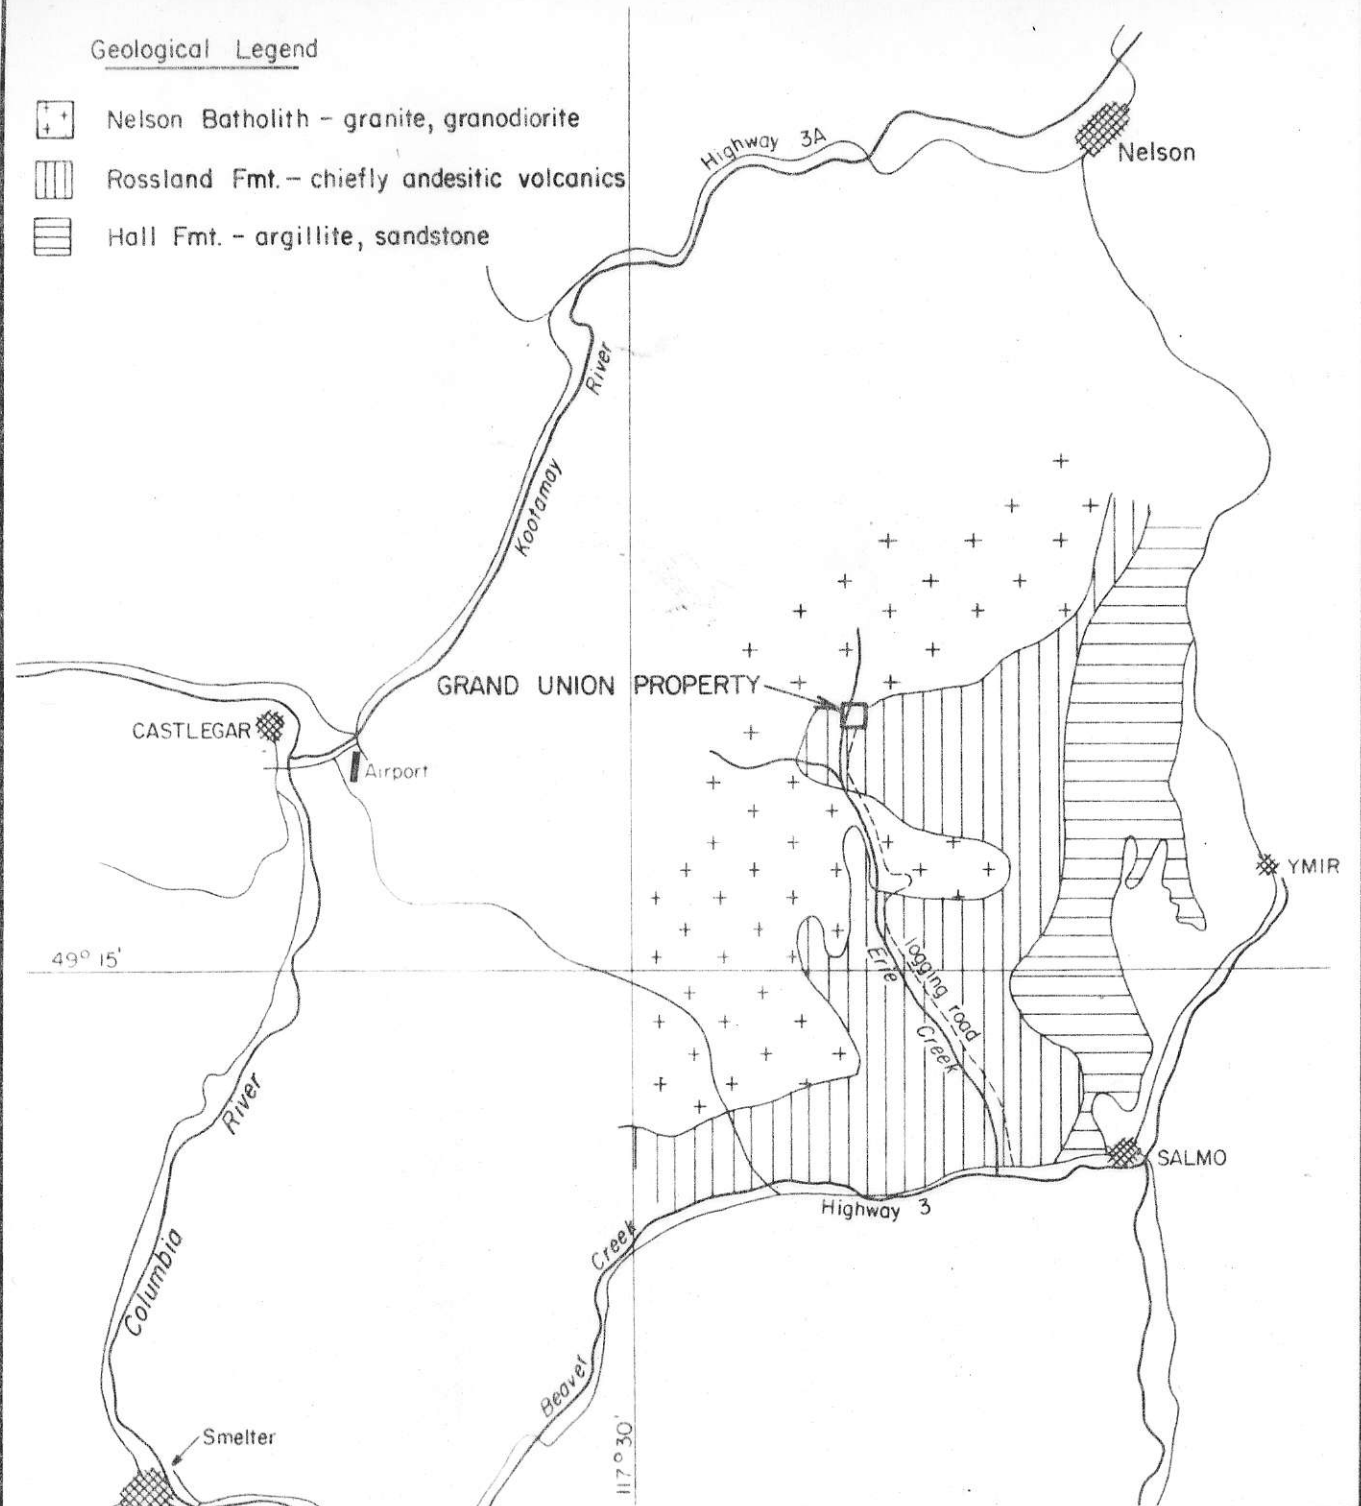 Geological Legend
Nelson Batholith - granite, granodiorite
Rossland Fmt. - chiefly andesitic volcanics
Hall Fmt. - argillite, sandstone
Highway 3A
Nelson
River
Kootamay
GRAND UNION PROPERTY
CASTLEGAR
Airport
YMIR
49° 15'
Erie
logging road
Creek
River
SALMO
Highway 3
Creek
Columbia
Beaver
Smelter
117° 30'